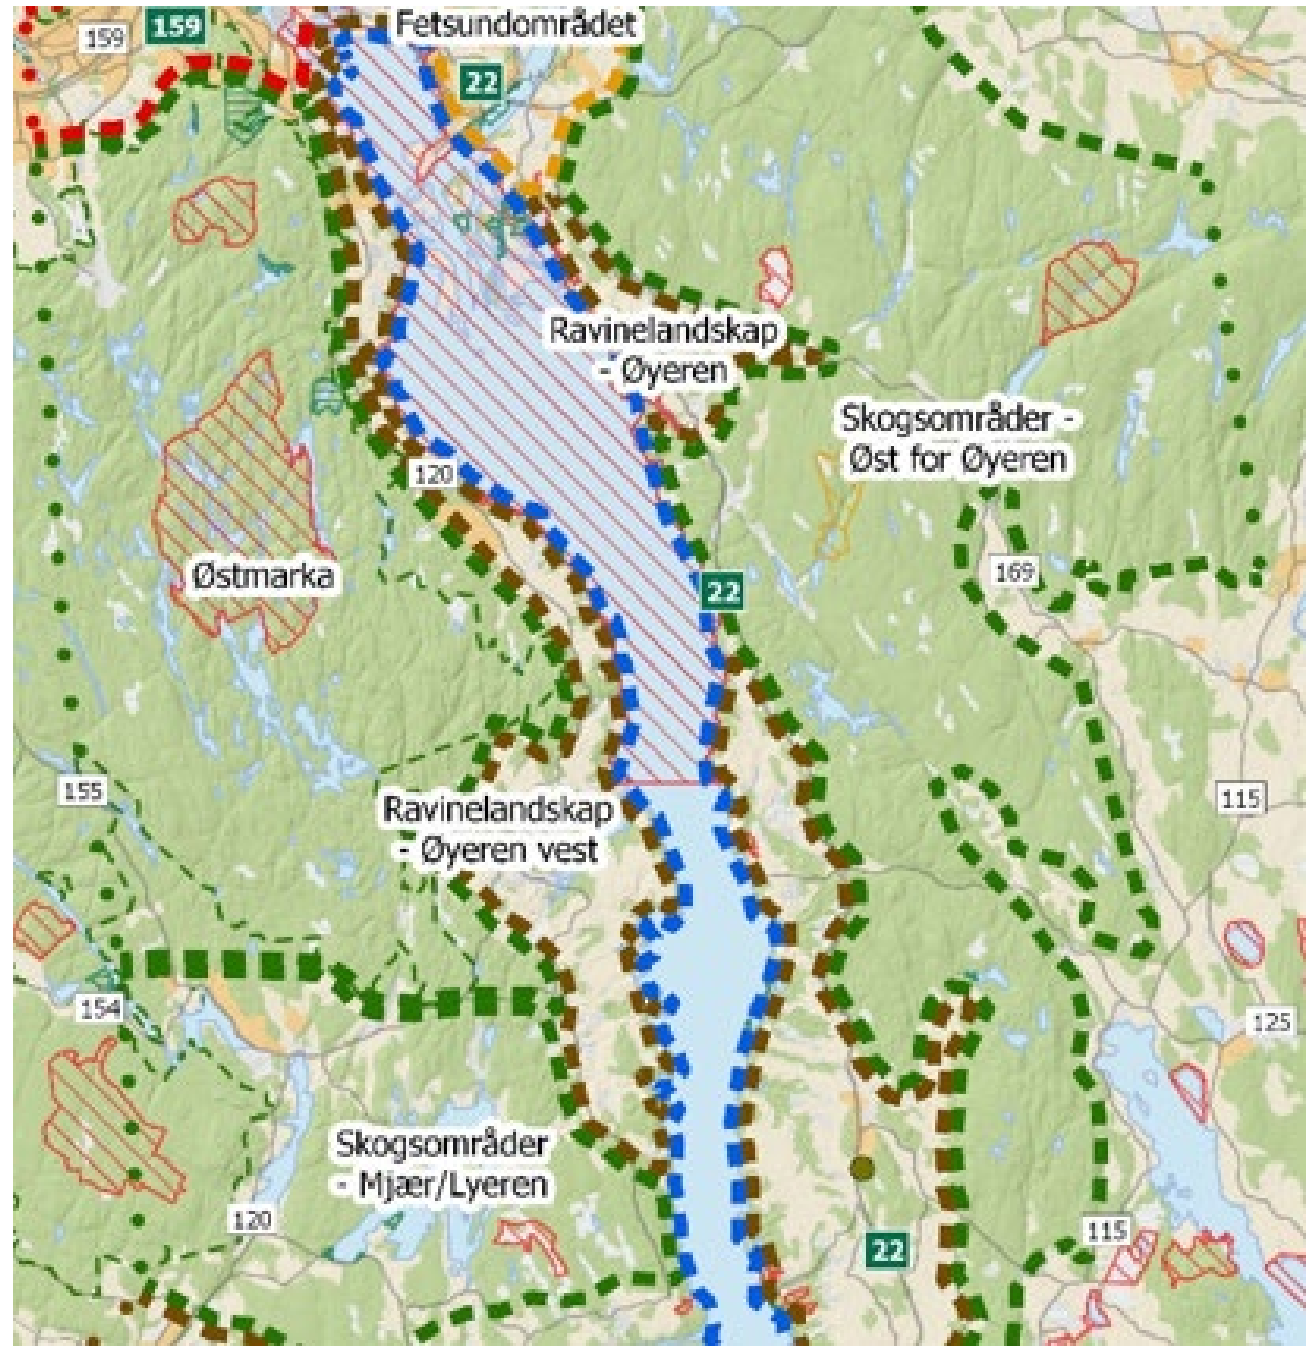 Fetsundområdet
159
159
22
Ravinelandskap
- Øyeren
Skogsområder -
Øst for Øyeren
120
Østmarka
169
22
155
115
Ravinelandskap
- Øyeren vest
154
125
Skogsområder
- Mjær/Lyeren
120
115
22